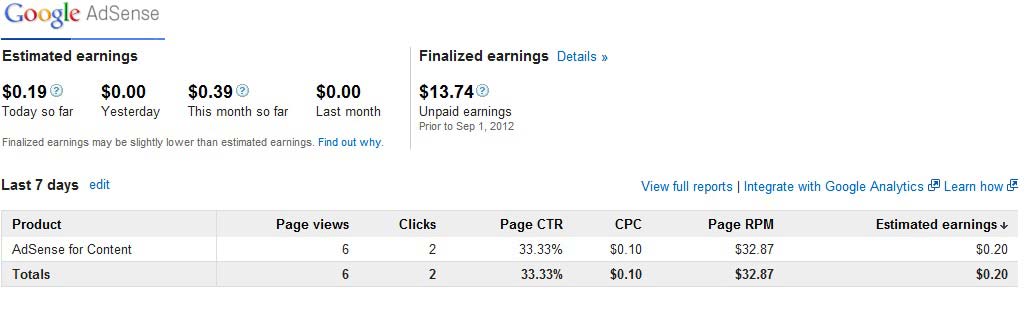 Google AdSense
Estimated earnings
$0.19 ? $0.00 $0.39 ? $0.00
Today so far Yesterday This month so far Last month
Finalized earnings may be slightly lower than estimated earnings. Find out why.
Finalized earnings Details »
$13.74 ?
Unpaid earnings
Prior to Sep 1, 2012
Last 7 days edit
View full reports | Integrate with Google Analytics Learn how
Product Page views Clicks Page CTR CPC Page RPM Estimated earnings ↓
AdSense for Content 6 2 33.33% $0.10 $32.87 $0.20
Totals 6 2 33.33% $0.10 $32.87 $0.20